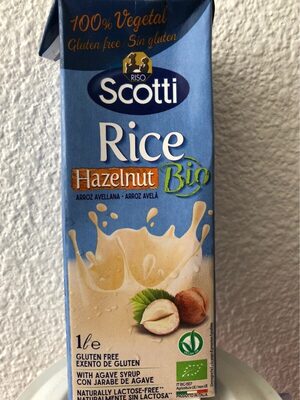 100% Vegetal
Gluten free / Sin gluten
RISO
Scotti
Rice
Hazelnut Bio
ARROZ AVELLANA - ARROZ AVELÃ
1l e
GLUTEN FREE
EXENTO DE GLUTEN
WITH AGAVE SYRUP
CON JARABE DE AGAVE
NATURALLY LACTOSE-FREE**
NATURALMENTE SIN LACTOSA**